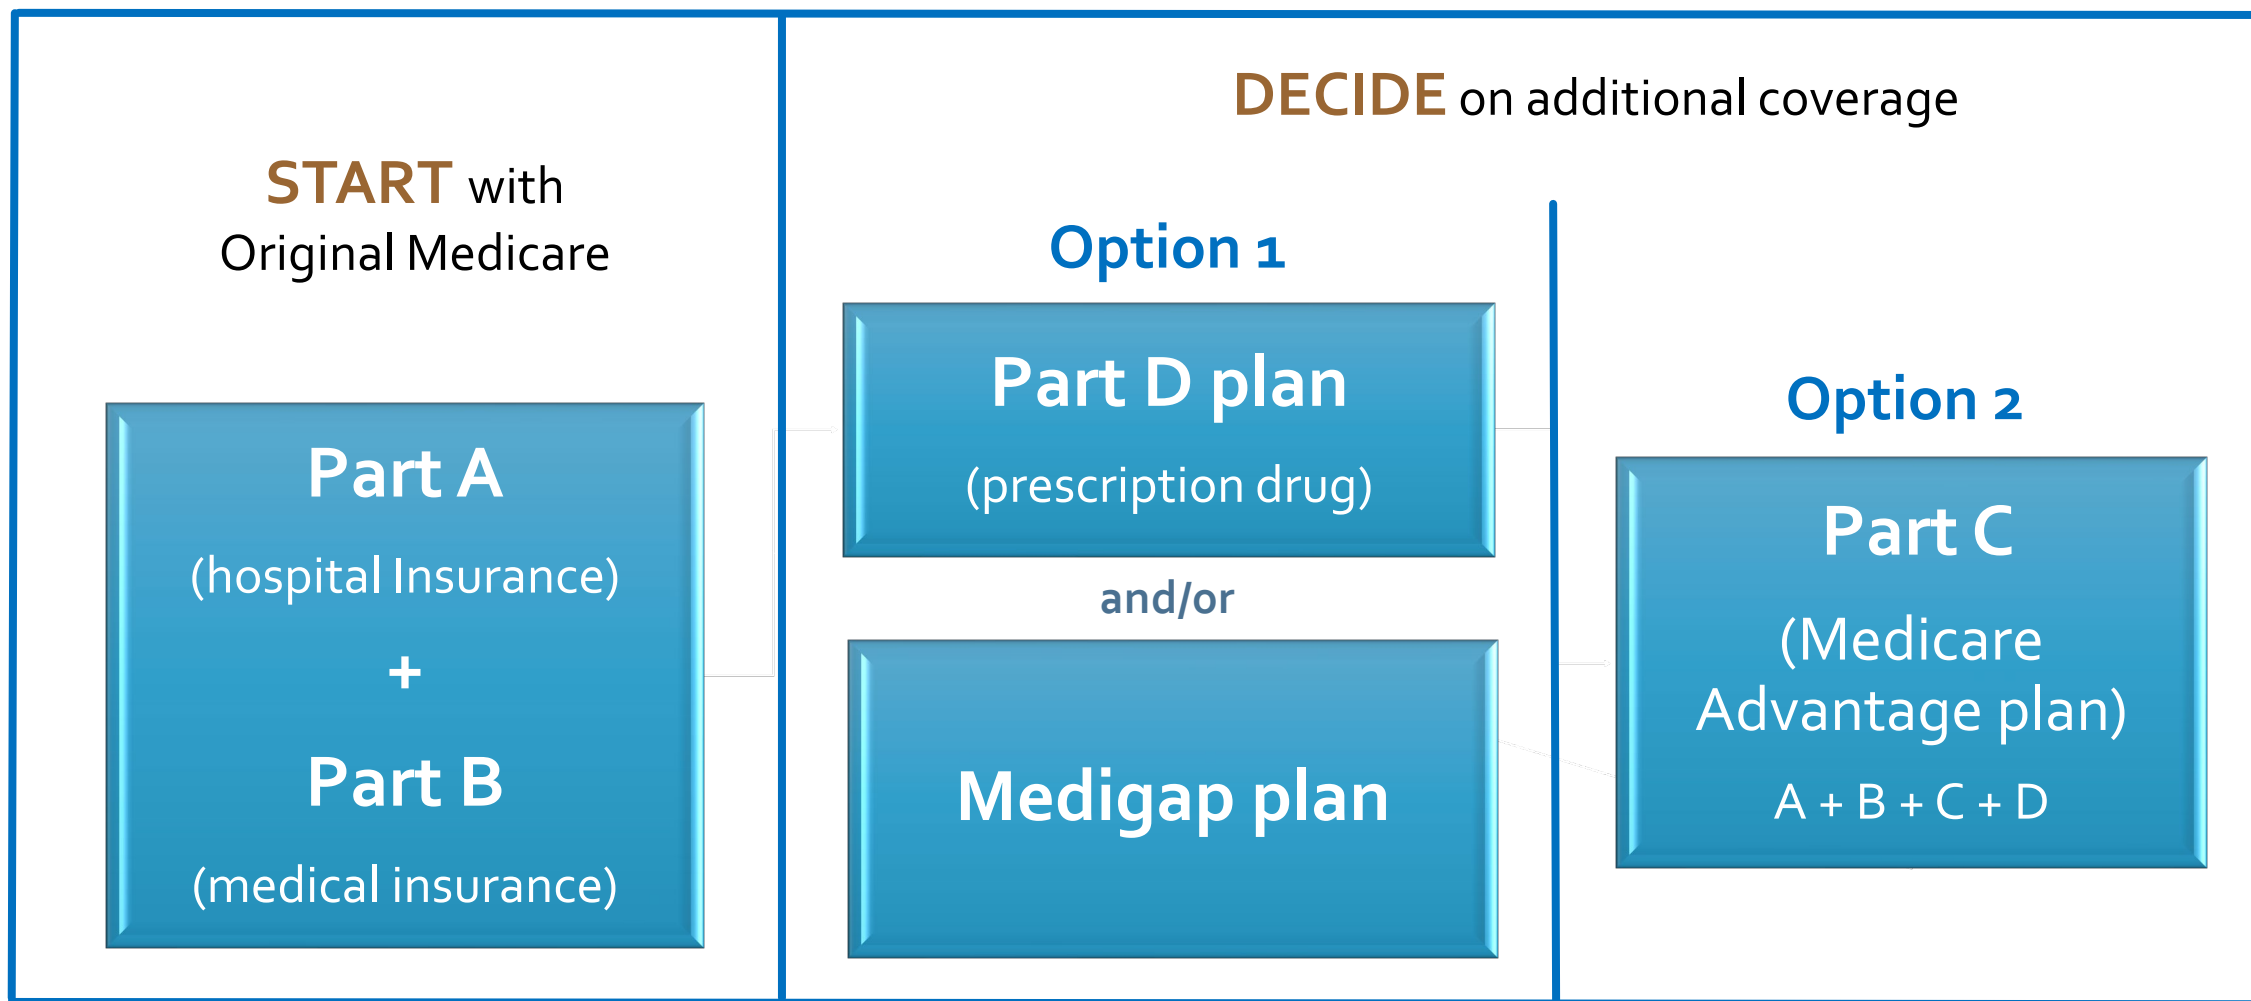 START with
Original Medicare
Part A
(hospital Insurance)
+
Part B
(medical insurance)
DECIDE on additional coverage
Option 1
Part D plan
(prescription drug)
and/or
Medigap plan
Option 2
Part C
(Medicare
Advantage plan)
A + B + C + D